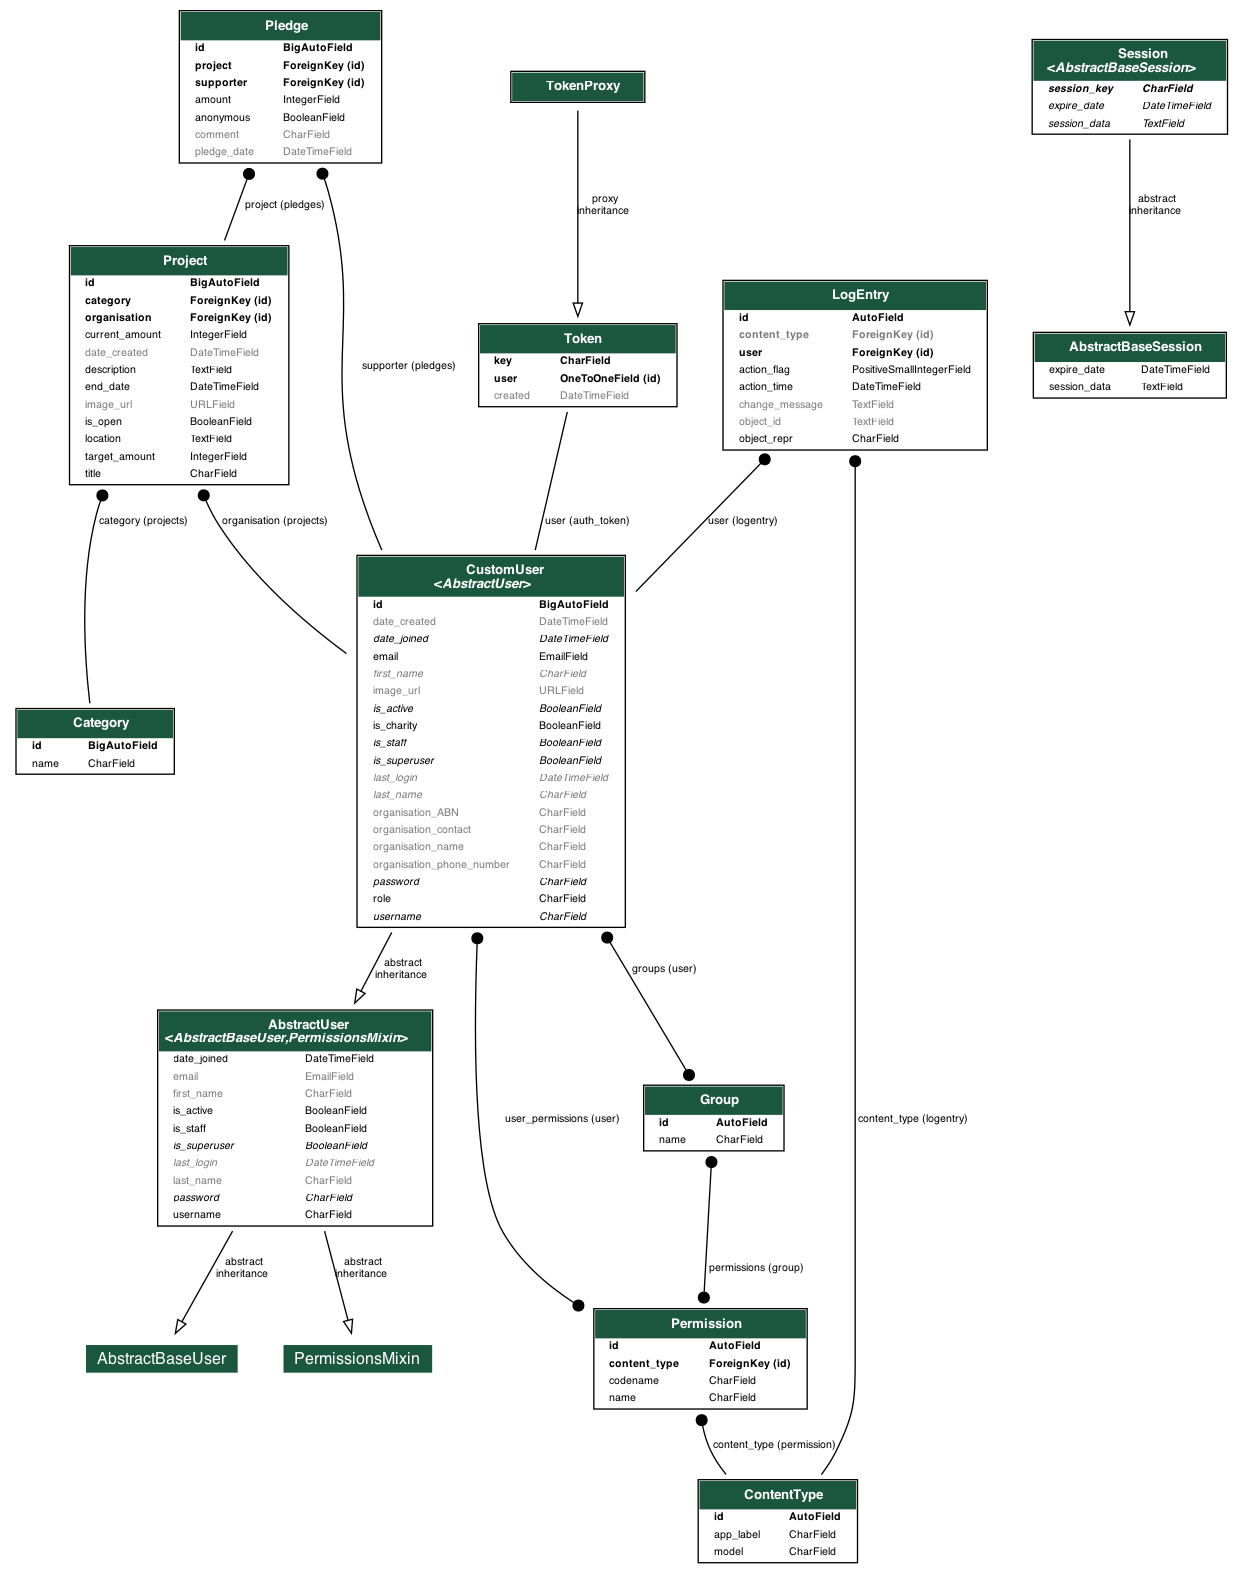 Pledge
id BigAutoField
project ForeignKey (id)
supporter ForeignKey (id)
amount IntegerField
anonymous BooleanField
comment CharField
pledge_date DateTimeField
TokenProxy
Session
<AbstractBaseSession>
session_key CharField
expire_date DateTimeField
session_data TextField
project (pledges)
proxy
inheritance
abstract
inheritance
Project
id BigAutoField
category ForeignKey (id)
organisation ForeignKey (id)
current_amount IntegerField
date_created DateTimeField
description TextField
end_date DateTimeField
image_url URLField
is_open BooleanField
location TextField
target_amount IntegerField
title CharField
supporter (pledges)
Token
key CharField
user OneToOneField (id)
created DateTimeField
LogEntry
id AutoField
content_type ForeignKey (id)
user ForeignKey (id)
action_flag PositiveSmallIntegerField
action_time DateTimeField
change_message TextField
object_id TextField
object_repr CharField
AbstractBaseSession
expire_date DateTimeField
session_data TextField
category (projects)
organisation (projects)
user (auth_token)
user (logentry)
CustomUser
<AbstractUser>
id BigAutoField
date_created DateTimeField
date_joined DateTimeField
email EmailField
first_name CharField
image_url URLField
is_active BooleanField
is_charity BooleanField
is_staff BooleanField
is_superuser BooleanField
last_login DateTimeField
last_name CharField
organisation_ABN CharField
organisation_contact CharField
organisation_name CharField
organisation_phone_number CharField
password CharField
role CharField
username CharField
Category
id BigAutoField
name CharField
abstract
inheritance
groups (user)
AbstractUser
<AbstractBaseUser,PermissionsMixin>
date_joined DateTimeField
email EmailField
first_name CharField
is_active BooleanField
is_staff BooleanField
is_superuser BooleanField
last_login DateTimeField
last_name CharField
password CharField
username CharField
user_permissions (user)
Group
id AutoField
name CharField
content_type (logentry)
abstract
inheritance
abstract
inheritance
permissions (group)
AbstractBaseUser
PermissionsMixin
Permission
id AutoField
content_type ForeignKey (id)
codename CharField
name CharField
content_type (permission)
ContentType
id AutoField
app_label CharField
model CharField